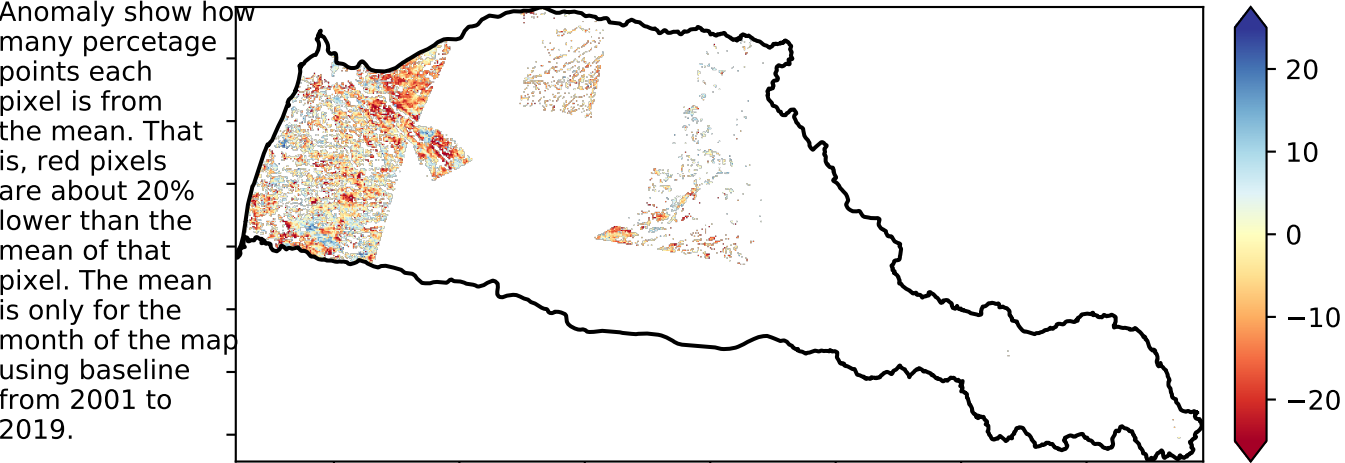 Anomaly show how
many percetage
points each
pixel is from
the mean. That
is, red pixels
are about 20%
lower than the
mean of that
pixel. The mean
is only for the
month of the map
using baseline
from 2001 to
2019.
20
10
0
−10
−20